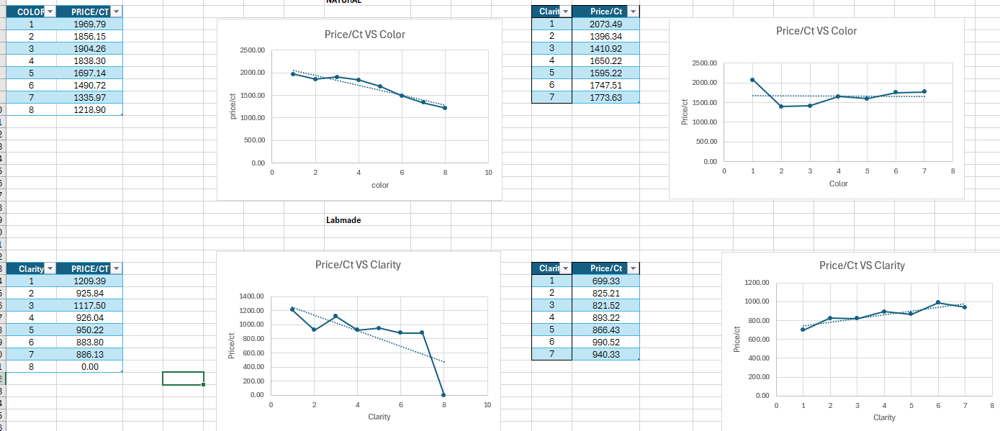 NATURAL
COLOF PRICE/CT
1 1969.79
2 1856.15
3 1904.26
4 1838.30
5 1697.14
6 1490.72
7 1335.97
8 1218.90
Price/Ct VS Color
2500.00
2000.00
1500.00
1000.00
500.00
0.00
price/ct
0 2 4 6 8 10
color
Clarit Price/Ct
1 2073.49
2 1396.34
3 1410.92
4 1650.22
5 1595.22
6 1747.51
7 1773.63
Price/Ct VS Color
2500.00
2000.00
1500.00
1000.00
500.00
0.00
Price/ct
0 1 2 3 4 5 6 7 8
Color
Labmade
Clarity PRICE/CT
1 1209.39
2 925.84
3 1117.50
4 926.04
5 950.22
6 883.80
7 886.13
8 0.00
Price/Ct VS Clarity
1400.00
1200.00
1000.00
800.00
600.00
400.00
200.00
0.00
Price/ct
0 2 4 6 8 10
Clarity
Clarit Price/Ct
1 699.33
2 825.21
3 821.52
4 893.22
5 866.43
6 990.52
7 940.33
Price/Ct VS Clarity
1200.00
1000.00
800.00
600.00
400.00
200.00
0.00
Price/ct
0 1 2 3 4 5 6 7 8
Clarity